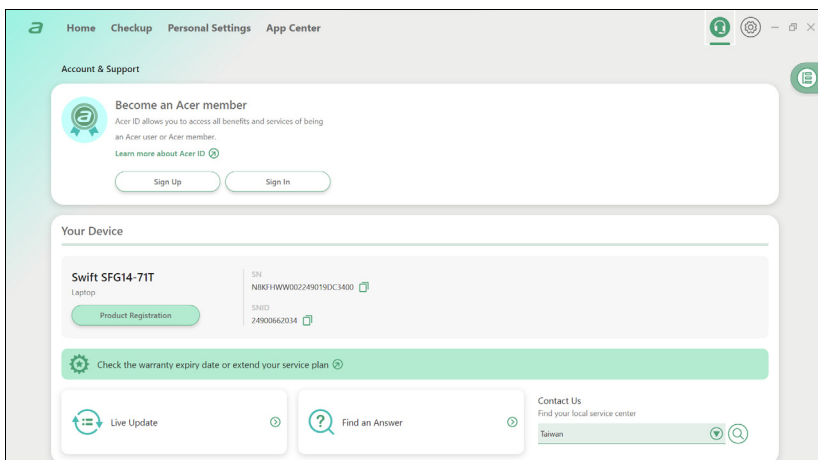 a Home Checkup Personal Settings App Center
Account & Support
Become an Acer member
Acer ID allows you to access all benefits and services of being
an Acer user or Acer member.
Learn more about Acer ID
Sign Up Sign In
Your Device
Swift SFG14-71T
Laptop
Product Registration
SN
NBKFHWW002249019DC3400
SNID
24900662034
Check the warranty expiry date or extend your service plan
Live Update
Find an Answer
Contact Us
Find your local service center
Taiwan